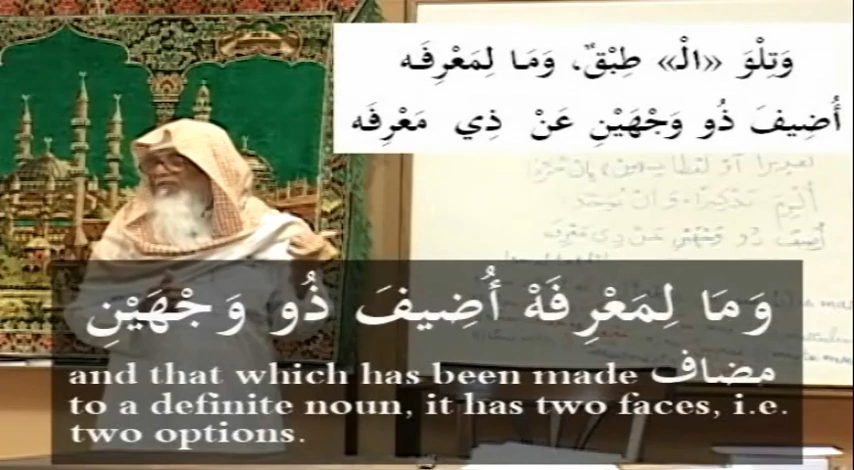 وَتِلْوَ «الْ» طِبْقٌ، وَمَا لِمَعْرِفَه
أُضِيفَ ذُو وَجْهَيْنِ عَنْ ذِي مَعْرِفَه
أُضِيفَ ذُو وَجْهَيْنِ عَنْ ذِي مَعْرِفَه
وَمَا لِمَعْرِفَهْ أُضِيفَ ذُو وَجْهَيْنِ
and that which has been made مضاف
to a definite noun, it has two faces, i.e.
two options.